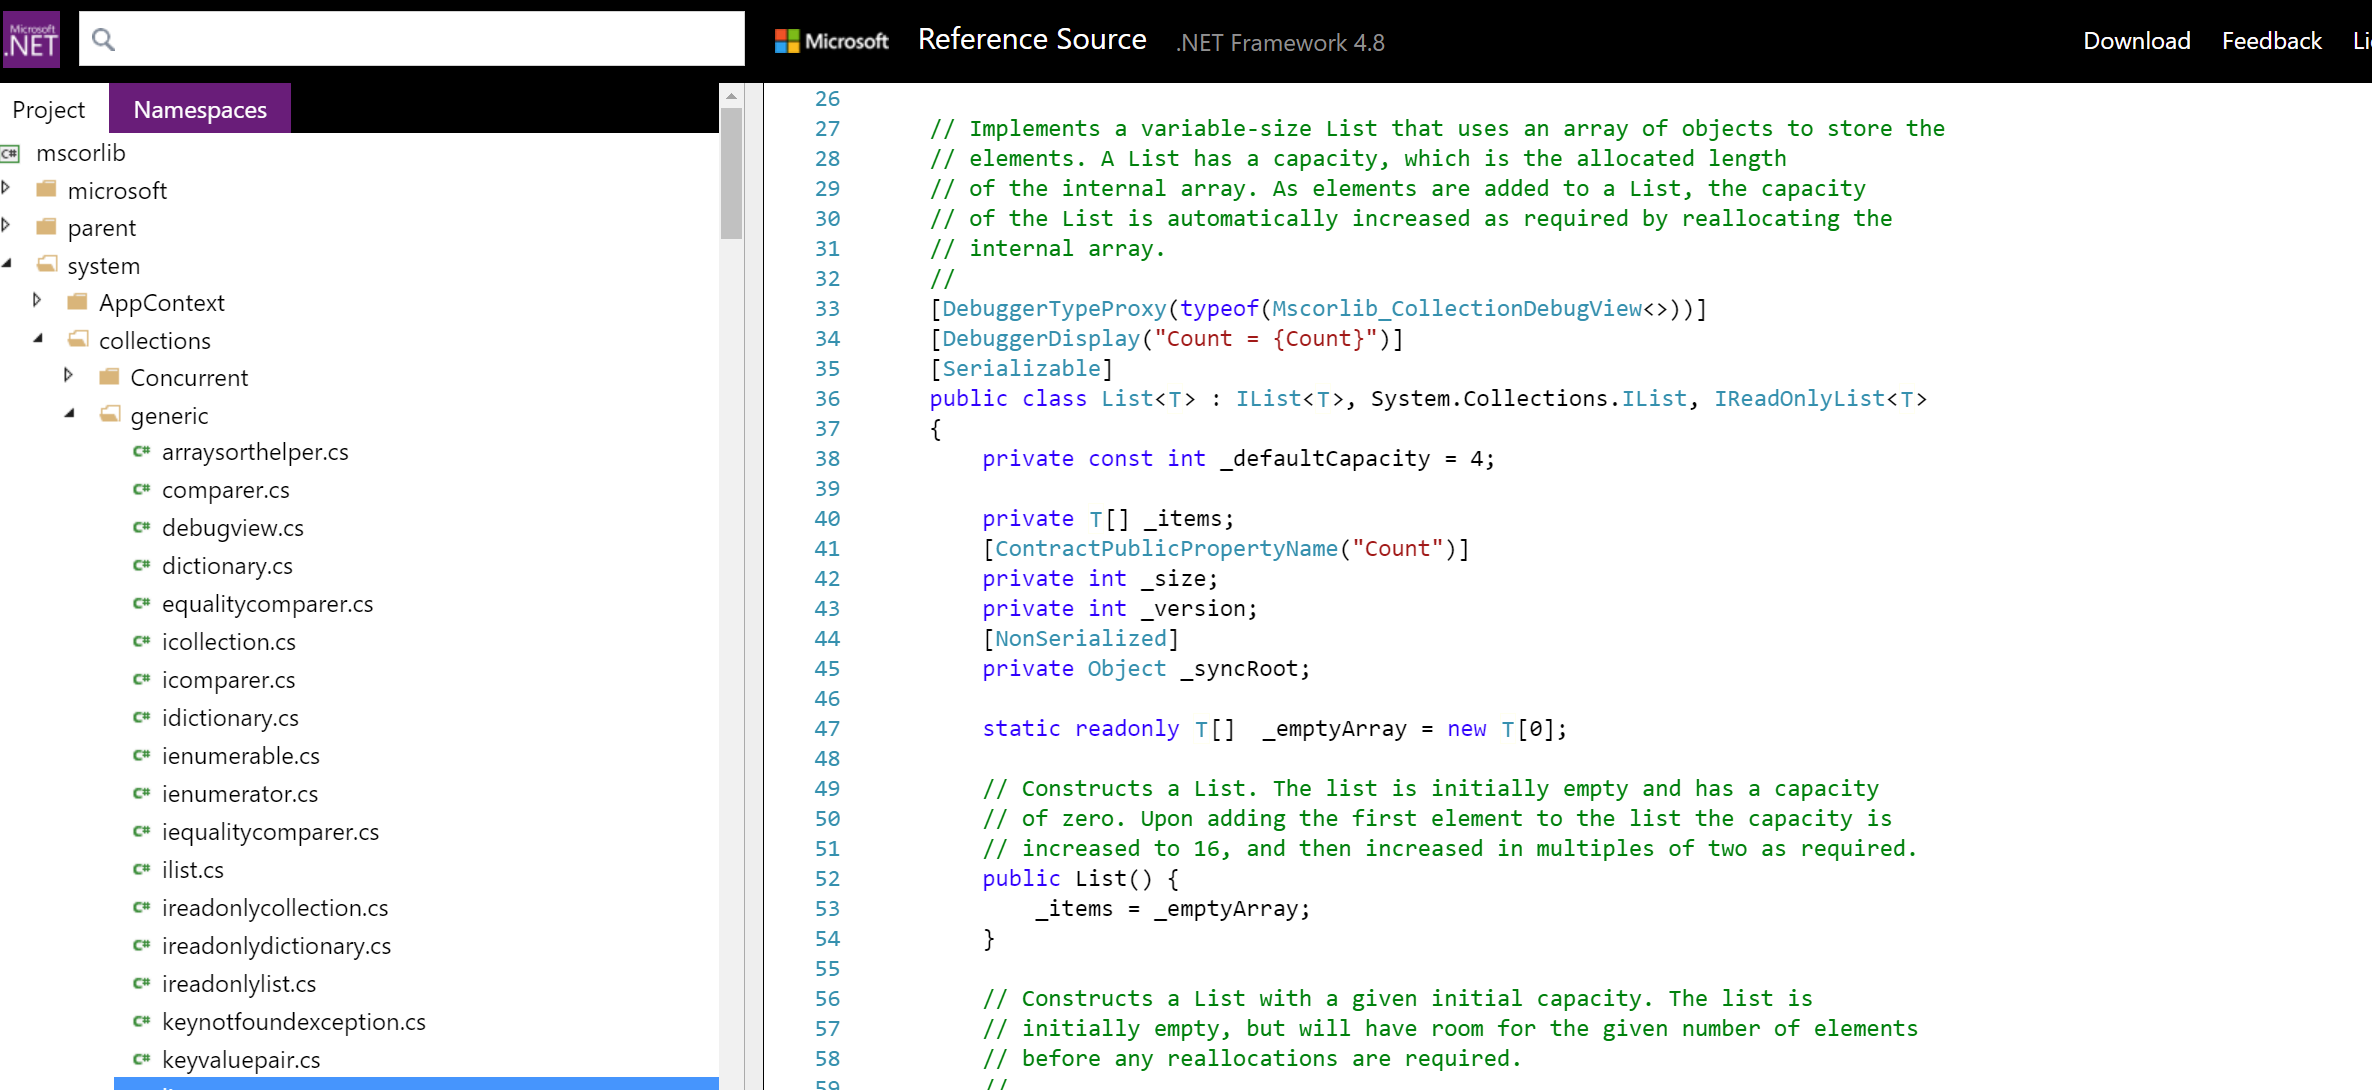 Microsoft .NET
Microsoft Reference Source .NET Framework 4.8 Download Feedback
Project Namespaces
C# mscorlib
microsoft
parent
system
AppContext
collections
Concurrent
generic
C# arraysorthelper.cs
C# comparer.cs
C# debugview.cs
C# dictionary.cs
C# equalitycomparer.cs
C# icollection.cs
C# icomparer.cs
C# idictionary.cs
C# ienumerable.cs
C# ienumerator.cs
C# iequalitycomparer.cs
C# ilist.cs
C# ireadonlycollection.cs
C# ireadonlydictionary.cs
C# ireadonlylist.cs
C# keynotfoundexception.cs
C# keyvaluepair.cs
26
27 // Implements a variable-size List that uses an array of objects to store the
28 // elements. A List has a capacity, which is the allocated length
29 // of the internal array. As elements are added to a List, the capacity
30 // of the List is automatically increased as required by reallocating the
31 // internal array.
32 //
33 [DebuggerTypeProxy(typeof(Mscorlib_CollectionDebugView<>))]
34 [DebuggerDisplay("Count = {Count}")]
35 [Serializable]
36 public class List<T> : IList<T>, System.Collections.IList, IReadOnlyList<T>
37 {
38 private const int _defaultCapacity = 4;
39
40 private T[] _items;
41 [ContractPublicPropertyName("Count")]
42 private int _size;
43 private int _version;
44 [NonSerialized]
45 private Object _syncRoot;
46
47 static readonly T[]  _emptyArray = new T[0];
48
49 // Constructs a List. The list is initially empty and has a capacity
50 // of zero. Upon adding the first element to the list the capacity is
51 // increased to 16, and then increased in multiples of two as required.
52 public List() {
53 _items = _emptyArray;
54 }
55
56 // Constructs a List with a given initial capacity. The list is
57 // initially empty, but will have room for the given number of elements
58 // before any reallocations are required.
59 //